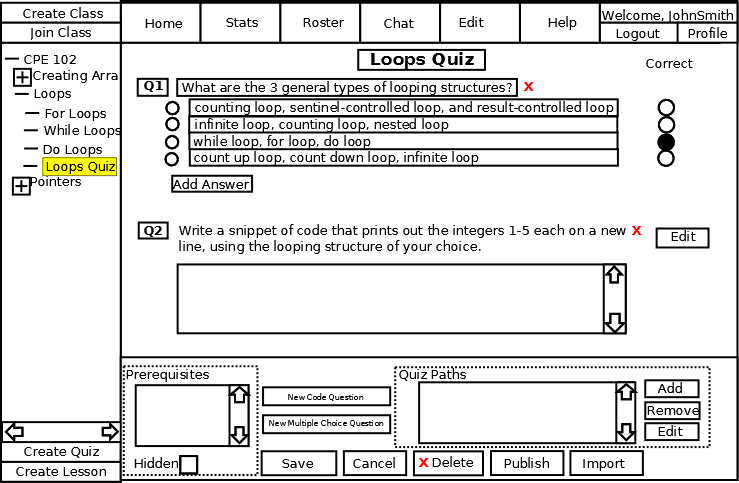 Create Class
Join Class
Home
Stats
Roster
Chat
Edit
Help
Welcome, JohnSmith
Logout
Profile
CPE 102
Creating Arra
Loops
For Loops
While Loops
Do Loops
Loops Quiz
Pointers
Create Quiz
Create Lesson
Loops Quiz
Correct
Q1
What are the 3 general types of looping structures?
X
counting loop, sentinel-controlled loop, and result-controlled loop
infinite loop, counting loop, nested loop
while loop, for loop, do loop
count up loop, count down loop, infinite loop
Add Answer
Q2
Write a snippet of code that prints out the integers 1-5 each on a new
line, using the looping structure of your choice.
X
Edit
Prerequisites
Hidden
New Code Question
New Multiple Choice Question
Quiz Paths
Add
Remove
Edit
Save
Cancel
X Delete
Publish
Import